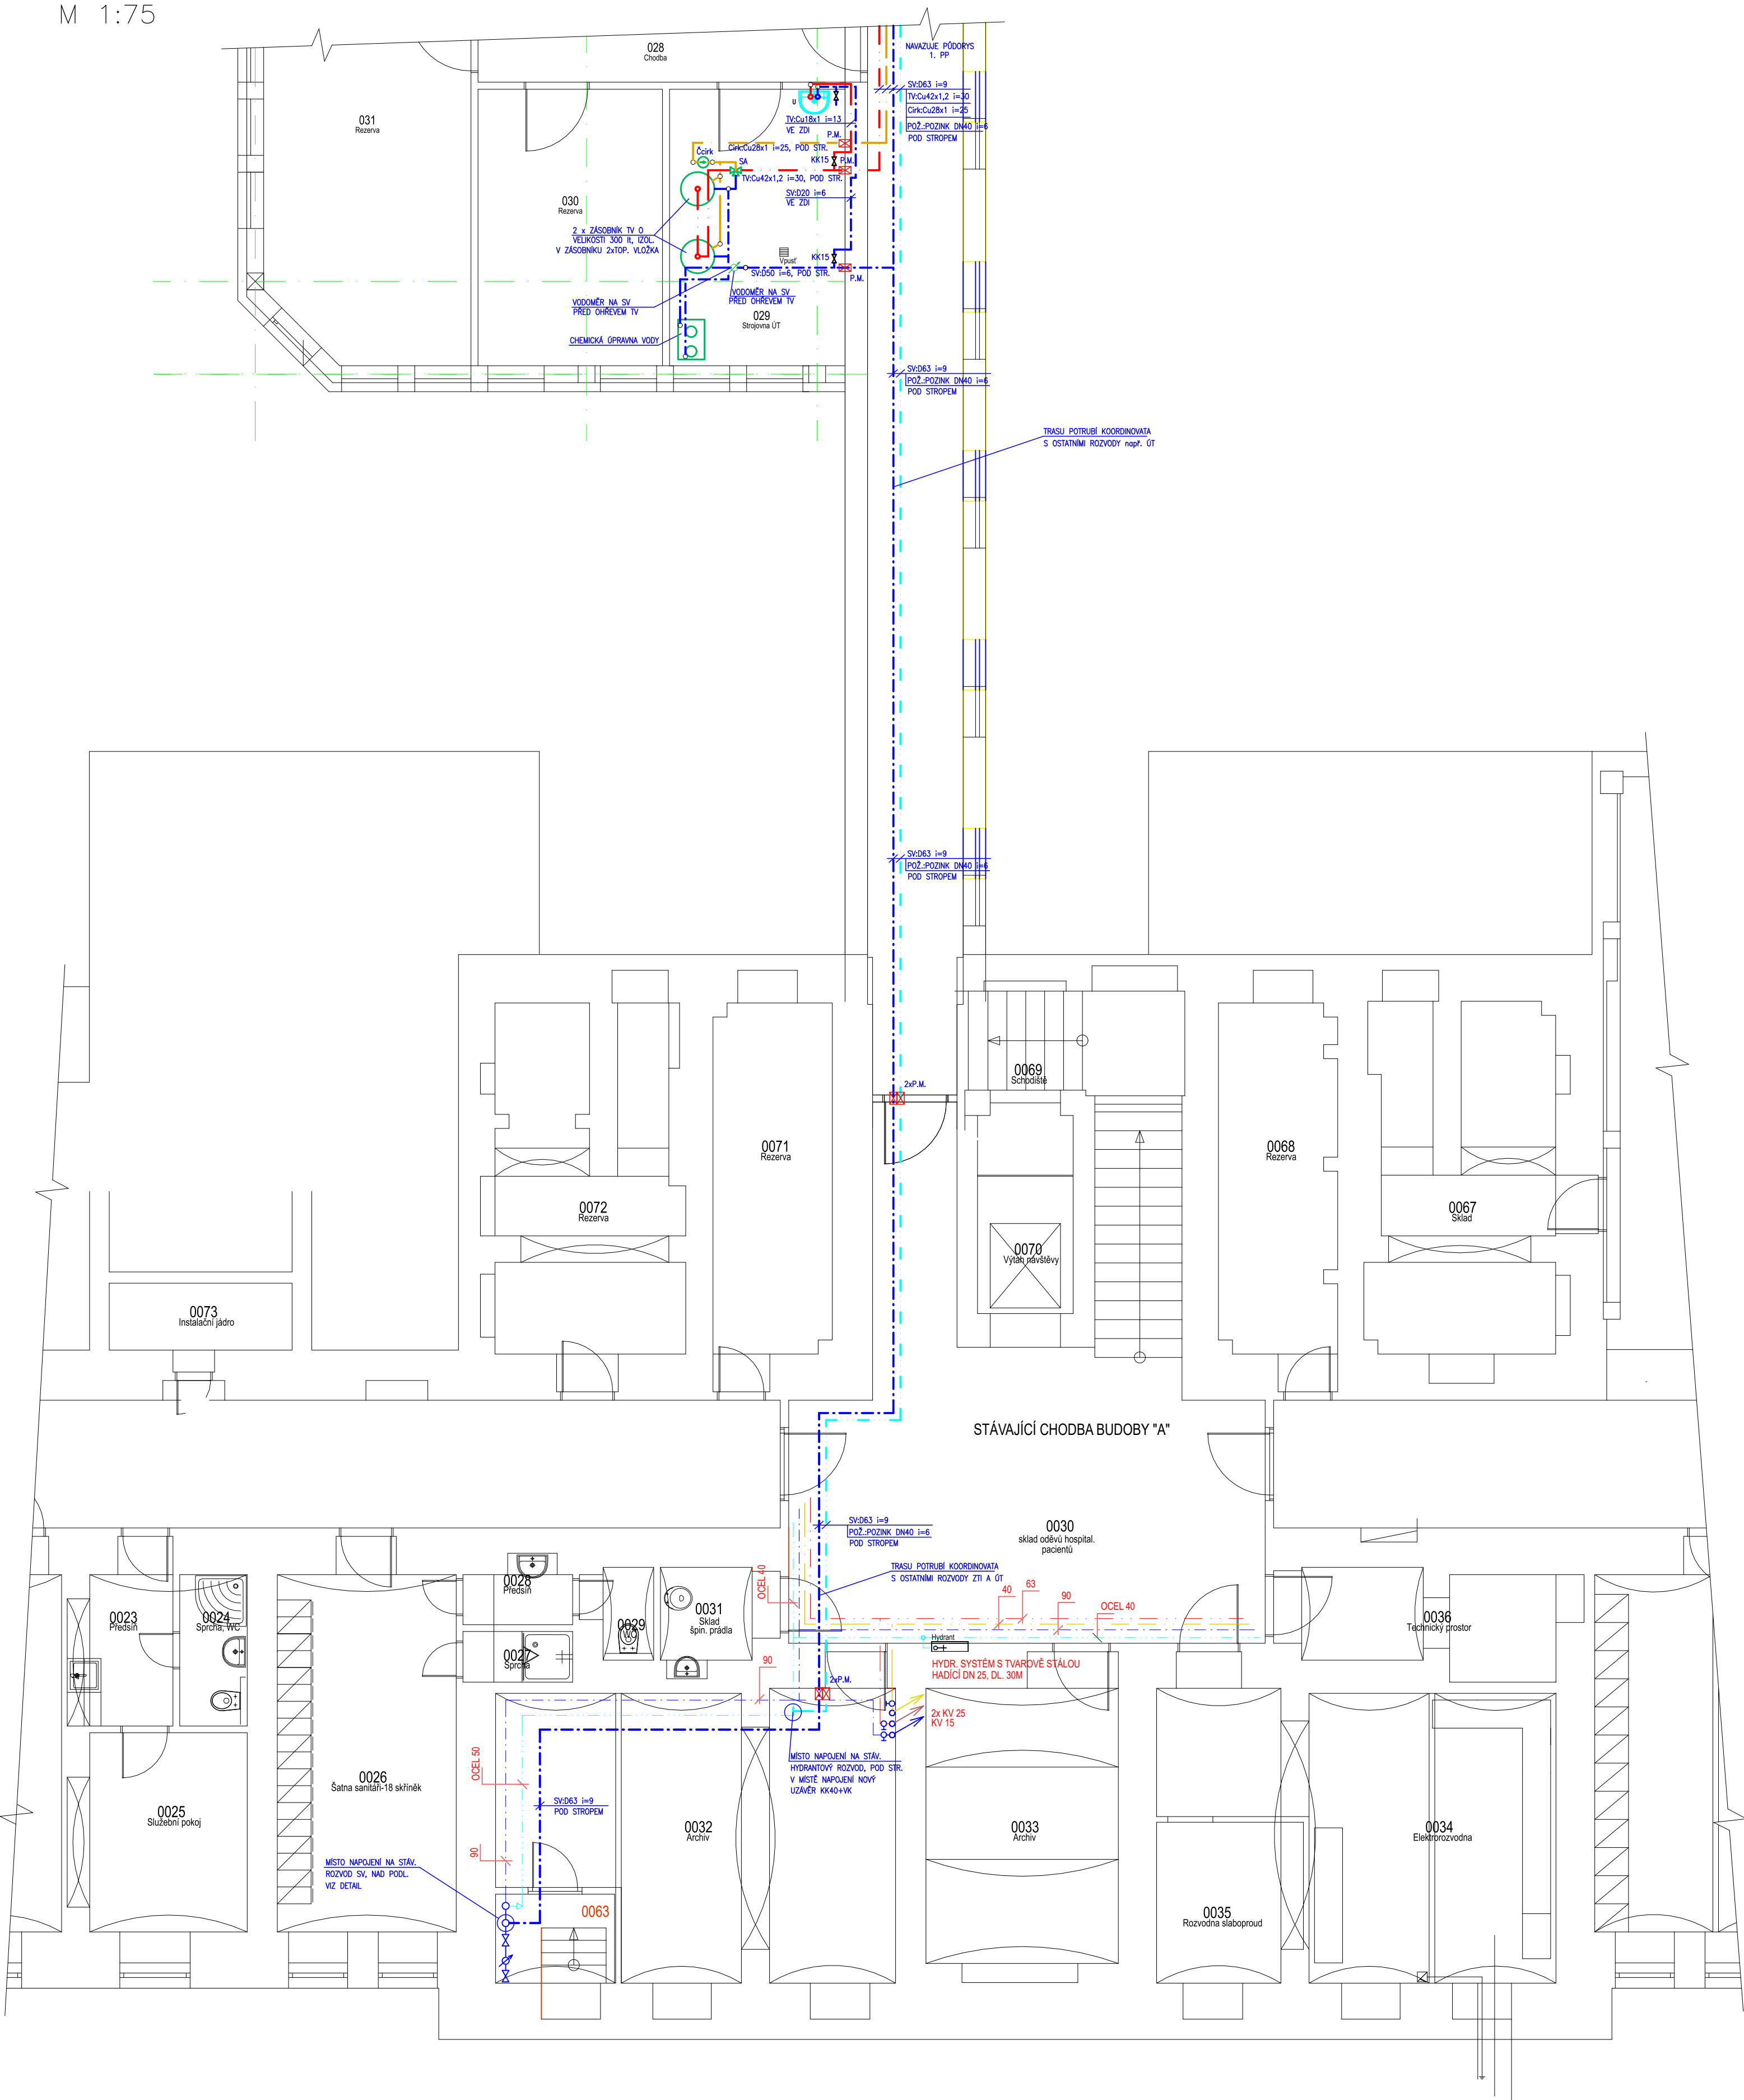 M 1:75
NAVAZUJE PŮDORYS
1. PP
028
Chodba
031
Rezerva
SV:D63 i=9
TV:Cu42x1,2 i=30
Cirk:Cu28x1 i=25
POŽ.:POZINK DN40 i=6
POD STROPEM
U
TV:Cu18x1 i=13
VE ZDI
P.M.
Cirk:Cu28x1 i=25, POD STR.
Čcirk
SA
KK15
P.M.
TV:Cu42x1,2 i=30, POD STR.
SV:D20 i=6
VE ZDI
030
Rezerva
2 x ZÁSOBNÍK TV O
VELIKOSTI 300 lt, IZOL.
V ZÁSOBNÍKU 2xTOP. VLOŽKA
Vpusť
KK15
SV:D50 i=6, POD STR.
P.M.
VODOMĚR NA SV
PŘED OHŘEVEM TV
VODOMĚR NA SV
PŘED OHŘEVEM TV
029
Strojovna ÚT
CHEMICKÁ ÚPRAVNA VODY
SV:D63 i=9
POŽ.:POZINK DN40 i=6
POD STROPEM
TRASU POTRUBÍ KOORDINOVATA
S OSTATNÍMI ROZVODY např. ÚT
SV:D63 i=9
POŽ.:POZINK DN40 i=6
POD STROPEM
0069
Schodiště
2xP.M.
0071
Rezerva
0068
Rezerva
0072
Rezerva
0067
Sklad
0070
Výtah návštěvy
0073
Instalační jádro
STÁVAJÍCÍ CHODBA BUDOBY "A"
SV:D63 i=9
POŽ.:POZINK DN40 i=6
POD STROPEM
0030
sklad oděvů hospital.
pacientů
TRASU POTRUBÍ KOORDINOVATA
S OSTATNÍMI ROZVODY ZTI A ÚT
OCEL 40
40
63
90
OCEL 40
0028
Předsíň
0023
Předsíň
0024
Sprcha, WC
0029
WC
0031
Sklad
špin. prádla
0036
Technický prostor
0027
Sprcha
Hydrant
HYDR. SYSTÉM S TVAROVĚ STÁLOU
HADICÍ DN 25, DL. 30M
90
2xP.M.
2x KV 25
KV 15
MÍSTO NAPOJENÍ NA STÁV.
HYDRANTOVÝ ROZVOD, POD STR.
V MÍSTĚ NAPOJENÍ NOVÝ
UZÁVĚR KK40+VK
OCEL 50
0026
Šatna sanitáři-18 skříněk
0025
Služební pokoj
SV:D63 i=9
POD STROPEM
0032
Archiv
0033
Archiv
0034
Elektrorozvodna
90
MÍSTO NAPOJENÍ NA STÁV.
ROZVOD SV, NAD PODL.
VIZ DETAIL
0063
0035
Rozvodna slaboproud